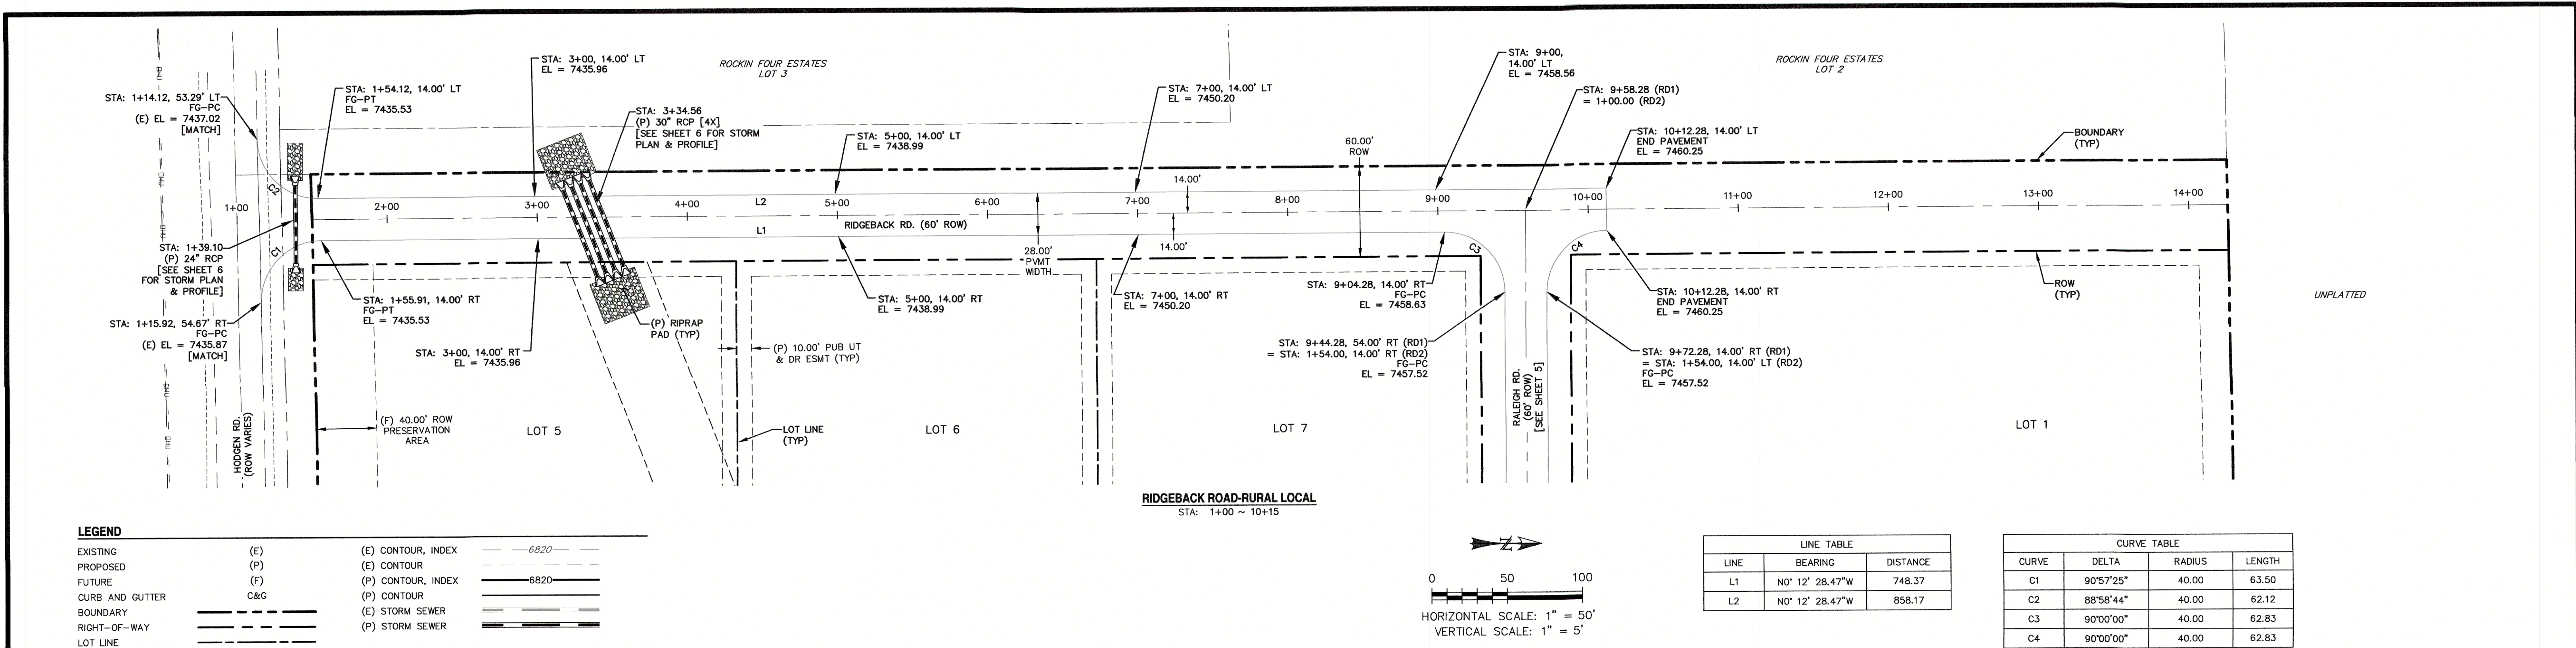 STA: 1+14.12, 53.29' LT
FG-PC
(E) EL = 7437.02
[MATCH]
STA: 1+54.12, 14.00' LT
FG-PT
EL = 7435.53
STA: 3+00, 14.00' LT
EL = 7435.96
ROCKIN FOUR ESTATES
LOT 3
STA: 3+34.56
(P) 30" RCP [4X]
[SEE SHEET 6 FOR STORM
PLAN & PROFILE]
STA: 5+00, 14.00' LT
EL = 7438.99
STA: 7+00, 14.00' LT
EL = 7450.20
60.00'
ROW
STA: 9+00,
14.00' LT
EL = 7458.56
STA: 9+58.28 (RD1)
= 1+00.00 (RD2)
ROCKIN FOUR ESTATES
LOT 2
STA: 10+12.28, 14.00' LT
END PAVEMENT
EL = 7460.25
BOUNDARY
(TYP)
OHU
OHU
OHU
OHU
C2
L2
14.00'
1+00
2+00
3+00
4+00
5+00
6+00
7+00
8+00
9+00
10+00
11+00
12+00
13+00
14+00
L1
RIDGEBACK RD. (60' ROW)
C1
C3
C4
28.00'
PVMT
WIDTH
14.00'
STA: 1+39.10
(P) 24" RCP
[SEE SHEET 6
FOR STORM PLAN
& PROFILE]
STA: 1+15.92, 54.67' RT
FG-PC
(E) EL = 7435.87
[MATCH]
STA: 1+55.91, 14.00' RT
FG-PT
EL = 7435.53
STA: 3+00, 14.00' RT
EL = 7435.96
(P) RIPRAP
PAD (TYP)
(P) 10.00' PUB UT
& DR ESMT (TYP)
STA: 5+00, 14.00' RT
EL = 7438.99
STA: 7+00, 14.00' RT
EL = 7450.20
STA: 9+04.28, 14.00' RT
FG-PC
EL = 7458.63
STA: 9+44.28, 54.00' RT (RD1)
= STA: 1+54.00, 14.00' RT (RD2)
FG-PC
EL = 7457.52
STA: 10+12.28, 14.00' RT
END PAVEMENT
EL = 7460.25
STA: 9+72.28, 14.00' RT (RD1)
= STA: 1+54.00, 14.00' LT (RD2)
FG-PC
EL = 7457.52
ROW
(TYP)
UNPLATTED
HODGEN RD.
(ROW VARIES)
(F) 40.00' ROW
PRESERVATION
AREA
LOT 5
LOT LINE
(TYP)
LOT 6
LOT 7
RALEIGH RD.
(60' ROW)
[SEE SHEET 5]
LOT 1
RIDGEBACK ROAD-RURAL LOCAL
STA: 1+00 ~ 10+15
LEGEND
EXISTING (E)
PROPOSED (P)
FUTURE (F)
CURB AND GUTTER C&G
BOUNDARY
RIGHT-OF-WAY
LOT LINE
(E) CONTOUR, INDEX 6820
(E) CONTOUR
(P) CONTOUR, INDEX 6820
(P) CONTOUR
(E) STORM SEWER
(P) STORM SEWER
N
0 50 100
HORIZONTAL SCALE: 1" = 50'
VERTICAL SCALE: 1" = 5'
LINE TABLE
LINE BEARING DISTANCE
L1 N0° 12' 28.47"W 748.37
L2 N0° 12' 28.47"W 858.17
CURVE TABLE
CURVE DELTA RADIUS LENGTH
C1 90°57'25" 40.00 63.50
C2 88°58'44" 40.00 62.12
C3 90°00'00" 40.00 62.83
C4 90°00'00" 40.00 62.83